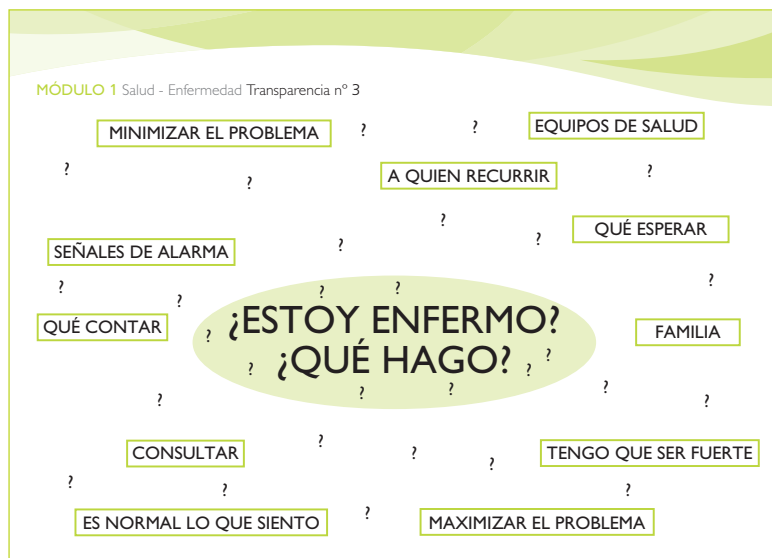 MÓDULO 1 Salud - Enfermedad Transparencia nº 3
MINIMIZAR EL PROBLEMA ? ? EQUIPOS DE SALUD
? ? A QUIEN RECURRIR ?
? QUÉ ESPERAR
SEÑALES DE ALARMA ? ?
? ? ? ? ?
QUÉ CONTAR ? ¿ESTOY ENFERMO? FAMILIA
? ¿QUÉ HAGO? ? ?
? ? ? ? ?
CONSULTAR ? ? ? TENGO QUE SER FUERTE
? ? ?
ES NORMAL LO QUE SIENTO ? MAXIMIZAR EL PROBLEMA